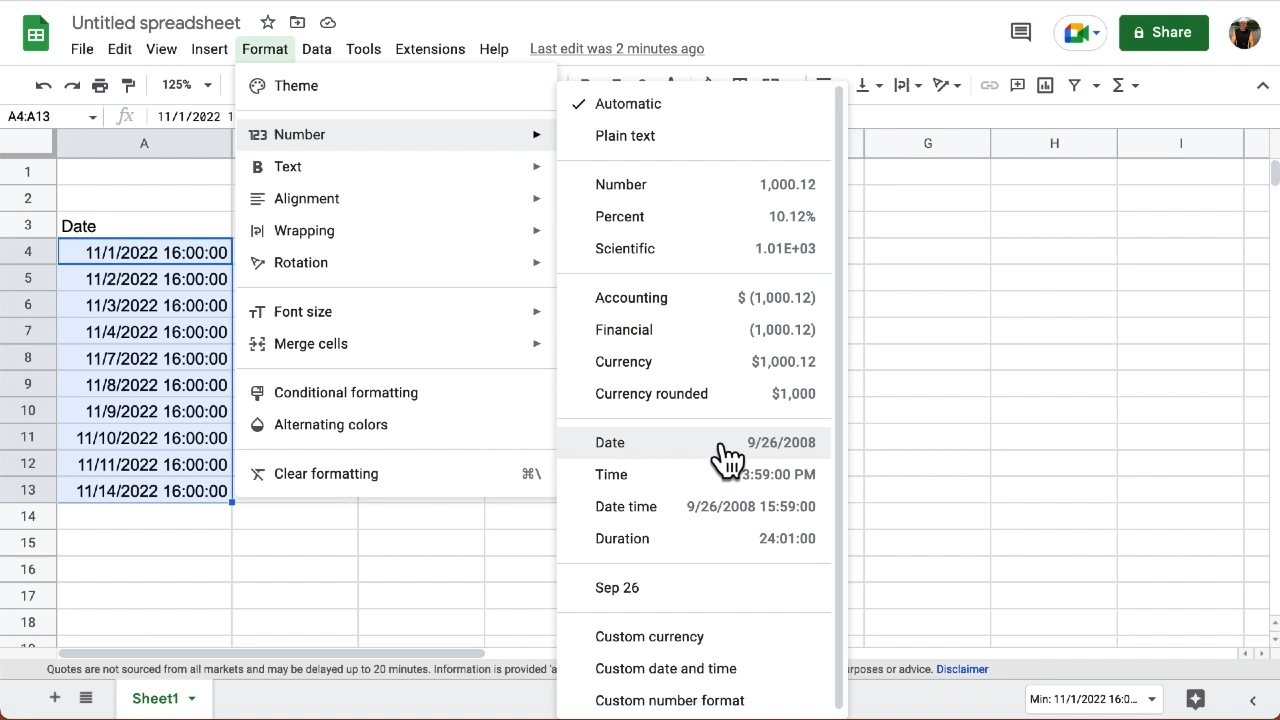 Untitled spreadsheet
File Edit View Insert Format Data Tools Extensions Help Last edit was 2 minutes ago
Share
125%
A4:A13 fx 11/1/2022 1
Theme
123 Number
Text
Alignment
Wrapping
Rotation
Font size
Merge cells
Conditional formatting
Alternating colors
Clear formatting ⌘\
Automatic
Plain text
Number 1,000.12
Percent 10.12%
Scientific 1.01E+03
Accounting $ (1,000.12)
Financial (1,000.12)
Currency $1,000.12
Currency rounded $1,000
Date 9/26/2008
Time 3:59:00 PM
Date time 9/26/2008 15:59:00
Duration 24:01:00
Sep 26
Custom currency
Custom date and time
Custom number format
A G H I
1
2
3 Date
4 11/1/2022 16:00:00
5 11/2/2022 16:00:00
6 11/3/2022 16:00:00
7 11/4/2022 16:00:00
8 11/7/2022 16:00:00
9 11/8/2022 16:00:00
10 11/9/2022 16:00:00
11 11/10/2022 16:00:00
12 11/11/2022 16:00:00
13 11/14/2022 16:00:00
14
15
16
17
18
Quotes are not sourced from all markets and may be delayed up to 20 minutes. Information is provided 'a rposes or advice. Disclaimer
Sheet1
Min: 11/1/2022 16:0...